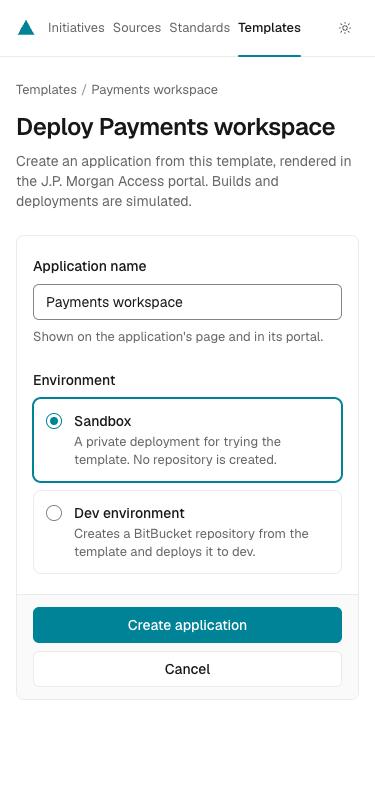 Initiatives Sources Standards Templates
Templates / Payments workspace
Deploy Payments workspace
Create an application from this template, rendered in
the J.P. Morgan Access portal. Builds and
deployments are simulated.
Application name
Payments workspace
Shown on the application's page and in its portal.
Environment
Sandbox
A private deployment for trying the
template. No repository is created.
Dev environment
Creates a BitBucket repository from the
template and deploys it to dev.
Create application
Cancel